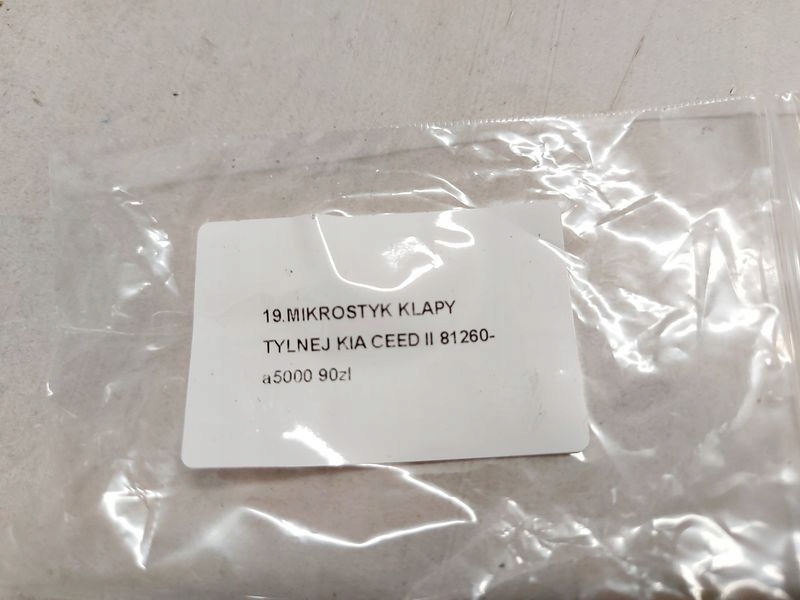 19.MIKROSTYK KLAPY
TYLNEJ KIA CEED II 81260-
a5000 90zl